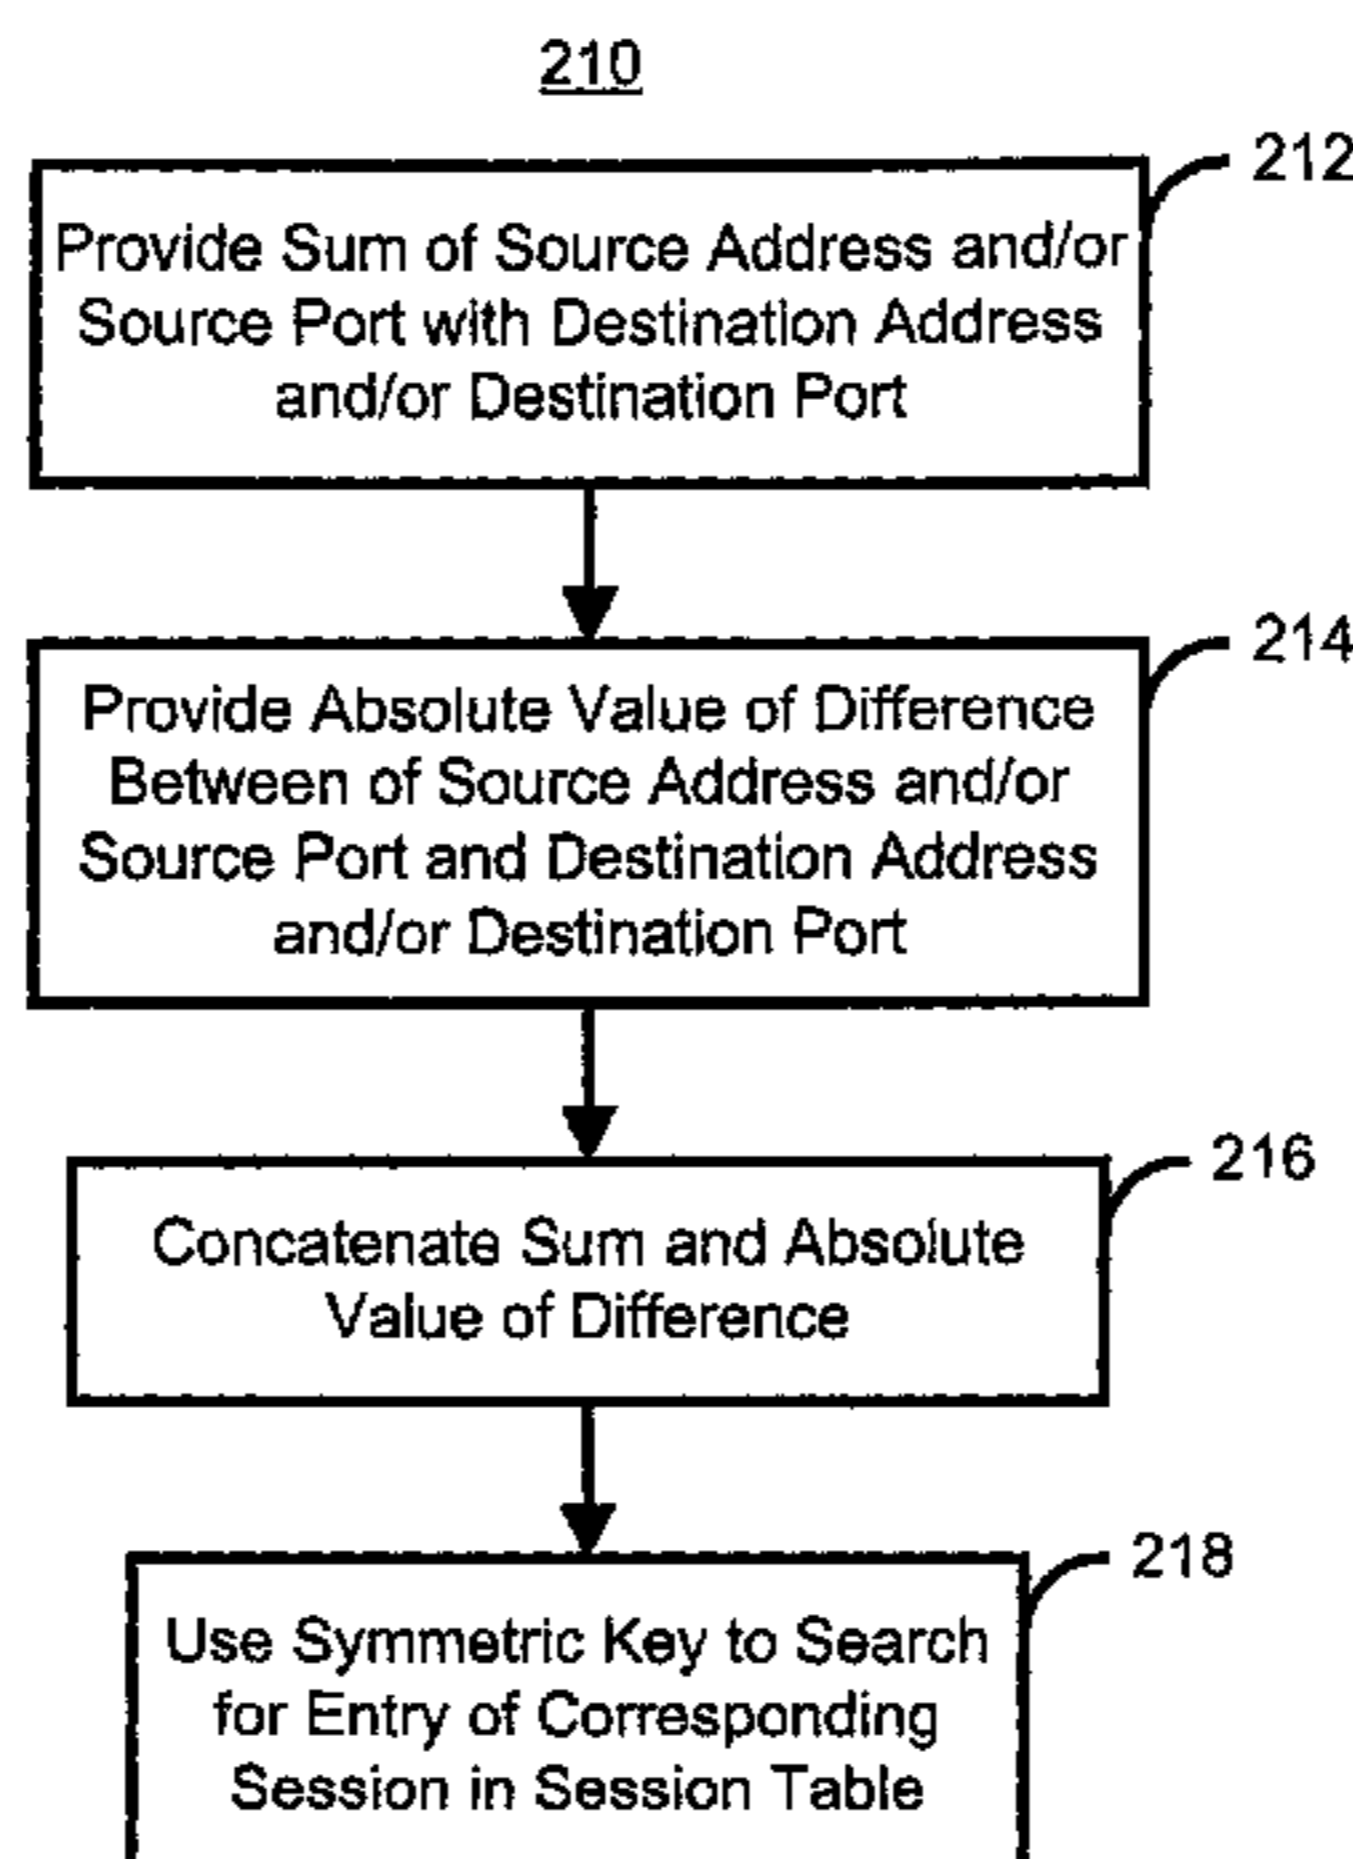 210
212
Provide Sum of Source Address and/or
Source Port with Destination Address
and/or Destination Port
214
Provide Absolute Value of Difference
Between of Source Address and/or
Source Port and Destination Address
and/or Destination Port
216
Concatenate Sum and Absolute
Value of Difference
218
Use Symmetric Key to Search
for Entry of Corresponding
Session in Session Table